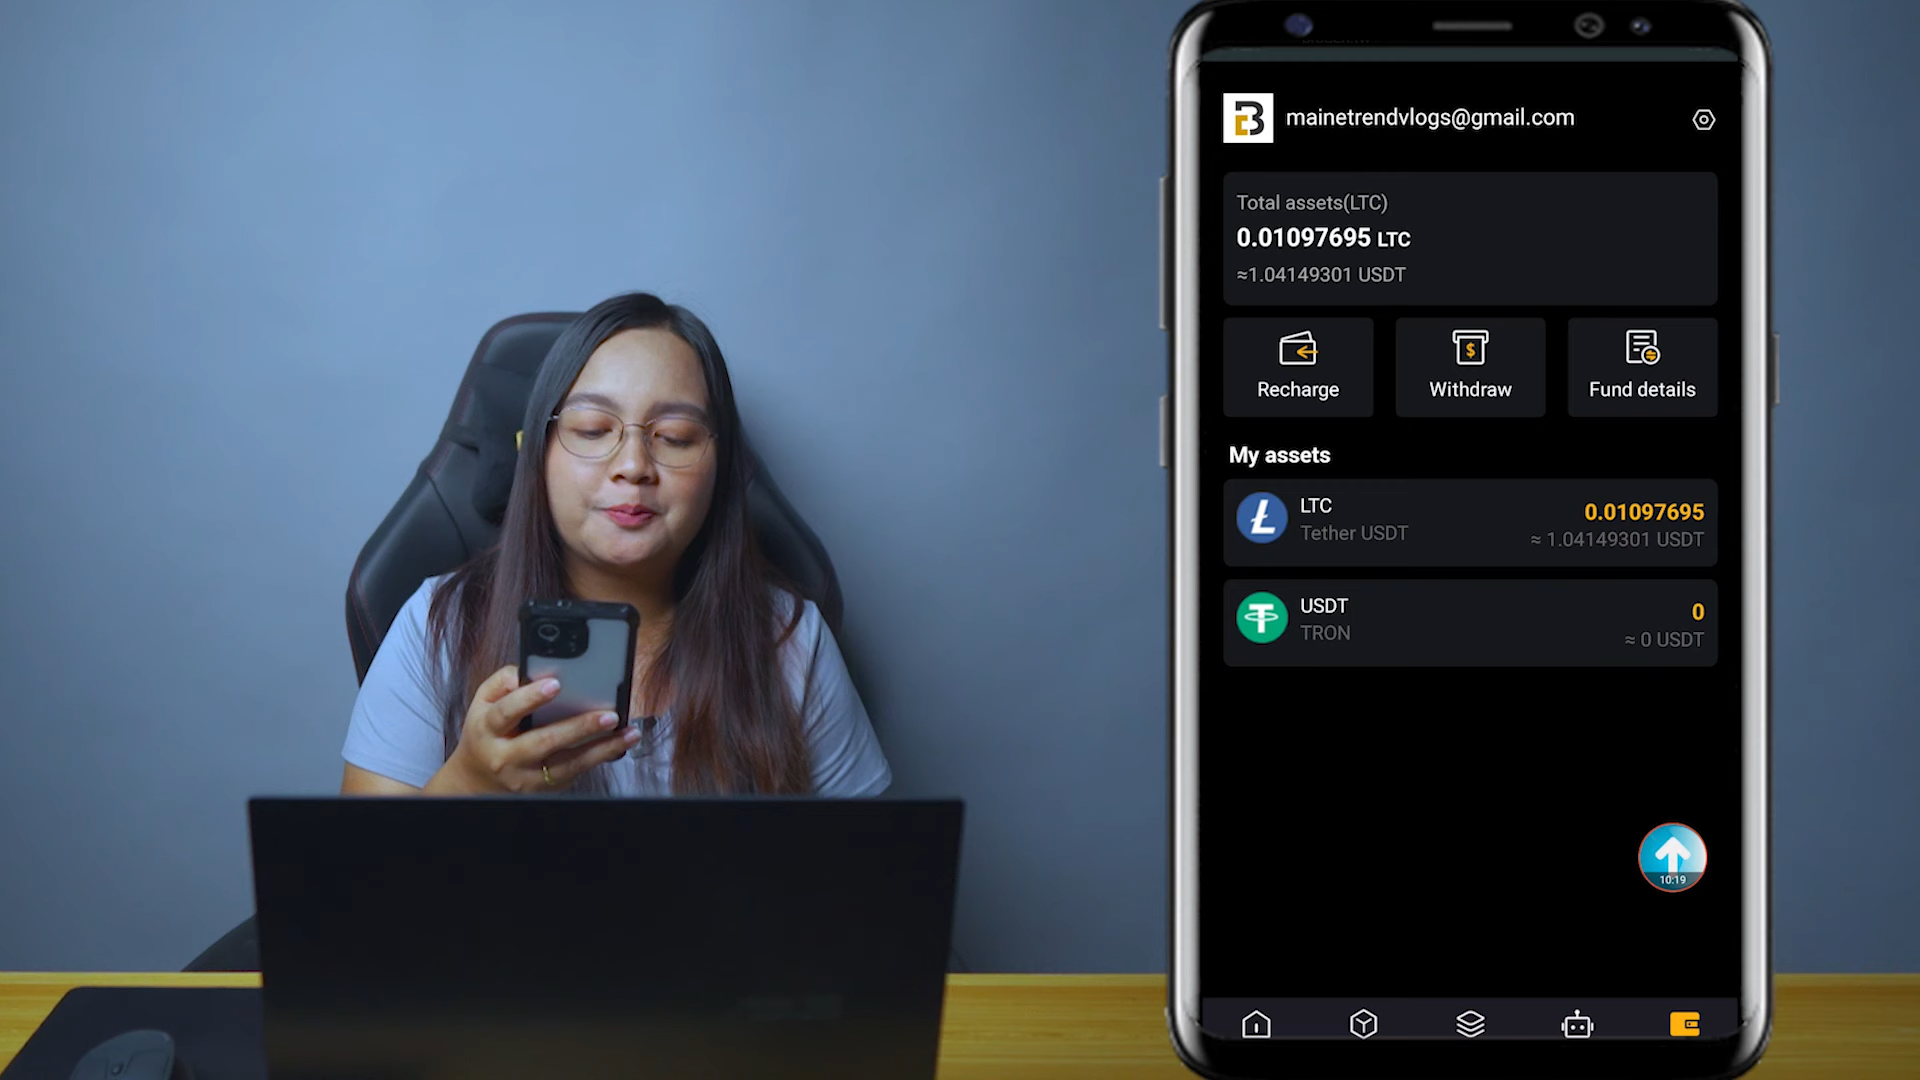 mainetrendvlogs@gmail.com
Total assets(LTC)
0.01097695 LTC
≈1.04149301 USDT
Recharge
Withdraw
Fund details
My assets
LTC
0.01097695
Tether USDT
≈ 1.04149301 USDT
USDT
0
TRON
≈ 0 USDT
10:19